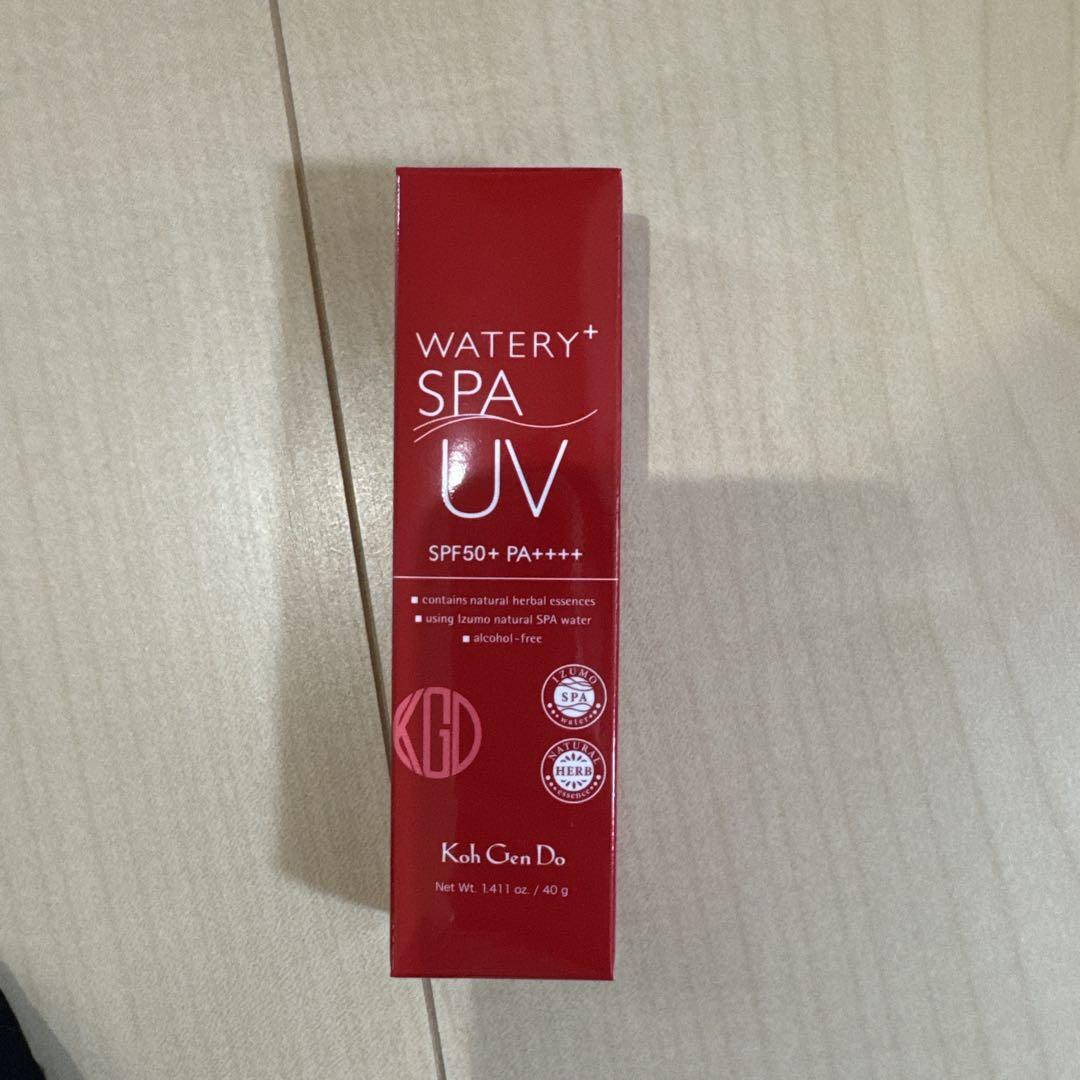 WATERY+
SPA
UV
SPF50+ PA++++
■ contains natural herbal essences
■ using Izumo natural SPA water
■ alcohol-free
IZUMO
SPA
water
KGD
NATURAL
HERB
essence
Koh Gen Do
Net Wt. 1.411 oz. / 40 g